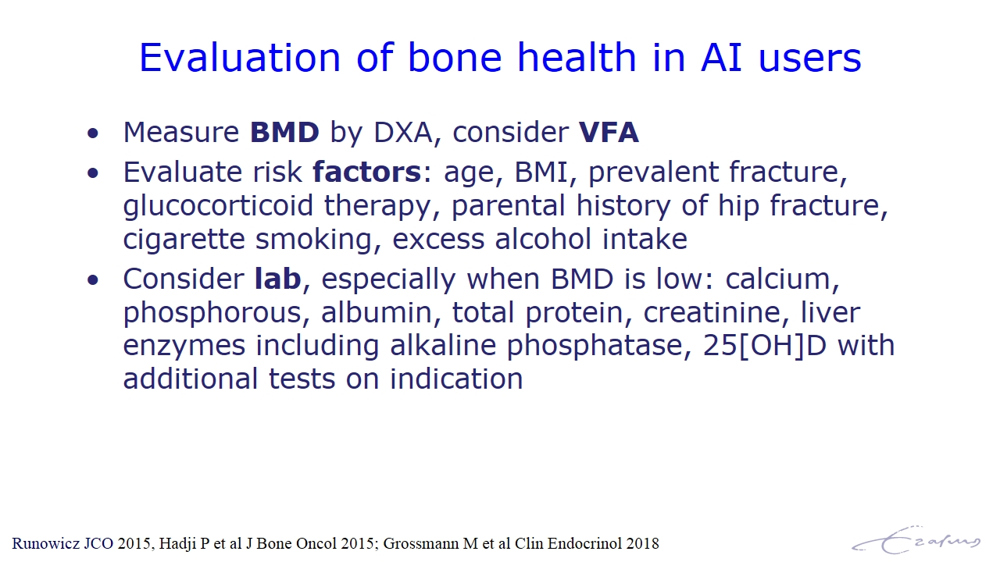 Evaluation of bone health in AI users
• Measure BMD by DXA, consider VFA
• Evaluate risk factors: age, BMI, prevalent fracture,
glucocorticoid therapy, parental history of hip fracture,
cigarette smoking, excess alcohol intake
• Consider lab, especially when BMD is low: calcium,
phosphorous, albumin, total protein, creatinine, liver
enzymes including alkaline phosphatase, 25[OH]D with
additional tests on indication
Runowicz JCO 2015, Hadji P et al J Bone Oncol 2015; Grossmann M et al Clin Endocrinol 2018
Erasmus